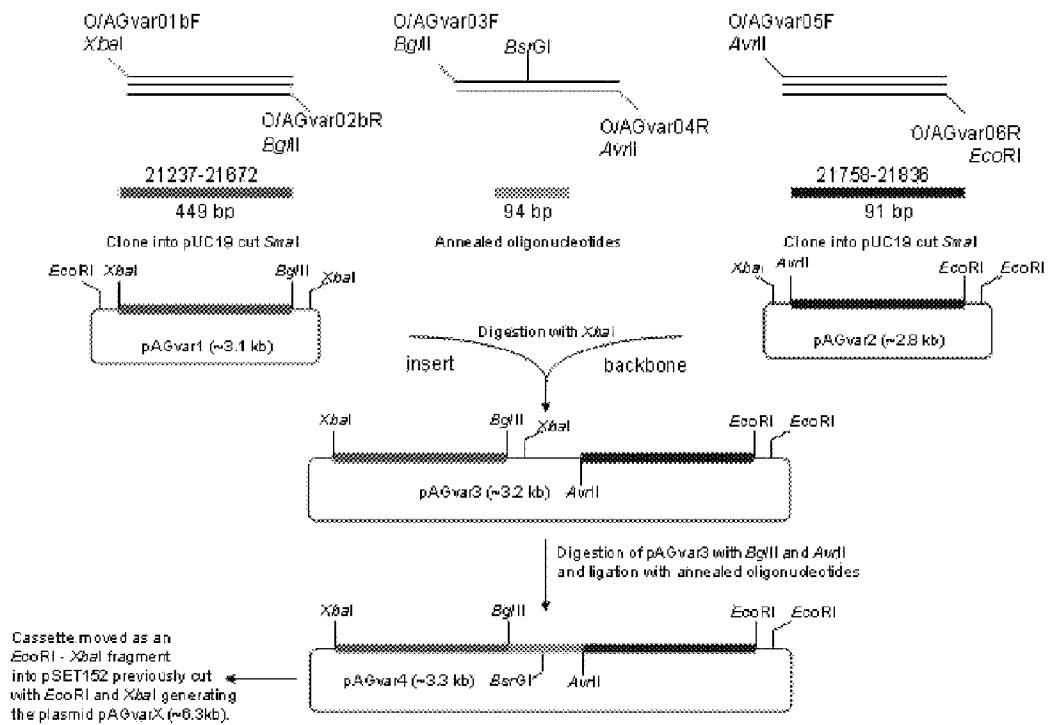 O/AGvar01bF
XbaI
O/AGvar02bR
BglII
21237-21672
449 bp
Clone into pUC19 cut SmaI
O/AGvar03F
BglII
BsrGI
O/AGvar04R
AvrII
94 bp
Annealed oligonucleotides
O/AGvar05F
AvrII
O/AGvar06R
EcoRI
21758-21836
91 bp
Clone into pUC19 cut SmaI
EcoRI XbaI BglII XbaI
pAGvar1 (~3.1 kb)
Digestion with XbaI
insert backbone
XbaI AvrII EcoRI EcoRI
pAGvar2 (~2.8 kb)
XbaI BglII XbaI EcoRI EcoRI
pAGvar3 (~3.2 kb) AvrII
Digestion of pAGvar3 with BglII and AvrII
and ligation with annealed oligonucleotides
XbaI BglII EcoRI EcoRI
pAGvar4 (~3.3 kb) BsrGI AvrII
Cassette moved as an
EcoRI - XbaI fragment
into pSET152 previously cut
with EcoRI and XbaI generating
the plasmid pAGvarX (~6.3kb).